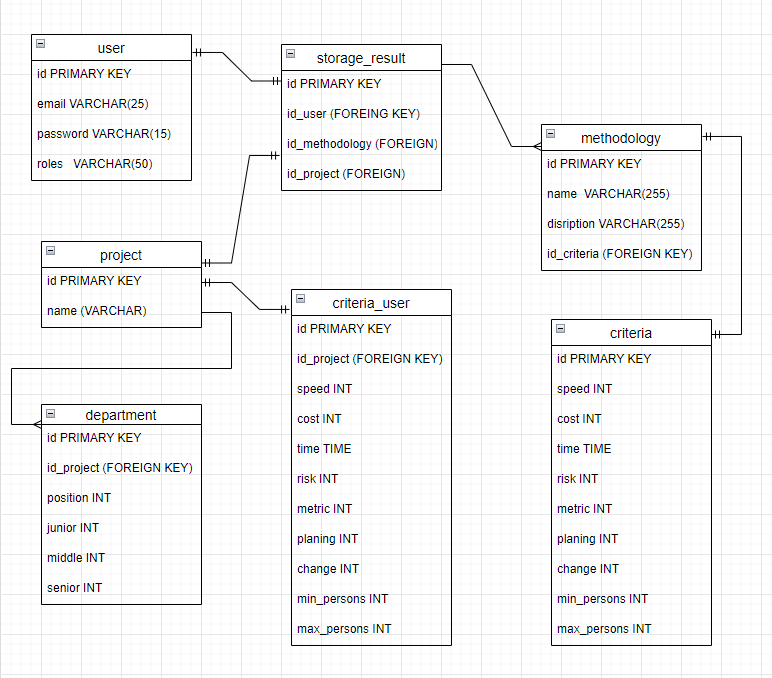 user
id PRIMARY KEY
email VARCHAR(25)
password VARCHAR(15)
roles VARCHAR(50)
storage_result
id PRIMARY KEY
id_user (FOREING KEY)
id_methodology (FOREIGN)
id_project (FOREIGN)
methodology
id PRIMARY KEY
name VARCHAR(255)
disription VARCHAR(255)
id_criteria (FOREIGN KEY)
project
id PRIMARY KEY
name (VARCHAR)
criteria_user
id PRIMARY KEY
id_project (FOREIGN KEY)
speed INT
cost INT
time TIME
risk INT
metric INT
planing INT
change INT
min_persons INT
max_persons INT
criteria
id PRIMARY KEY
speed INT
cost INT
time TIME
risk INT
metric INT
planing INT
change INT
min_persons INT
max_persons INT
department
id PRIMARY KEY
id_project (FOREIGN KEY)
position INT
junior INT
middle INT
senior INT